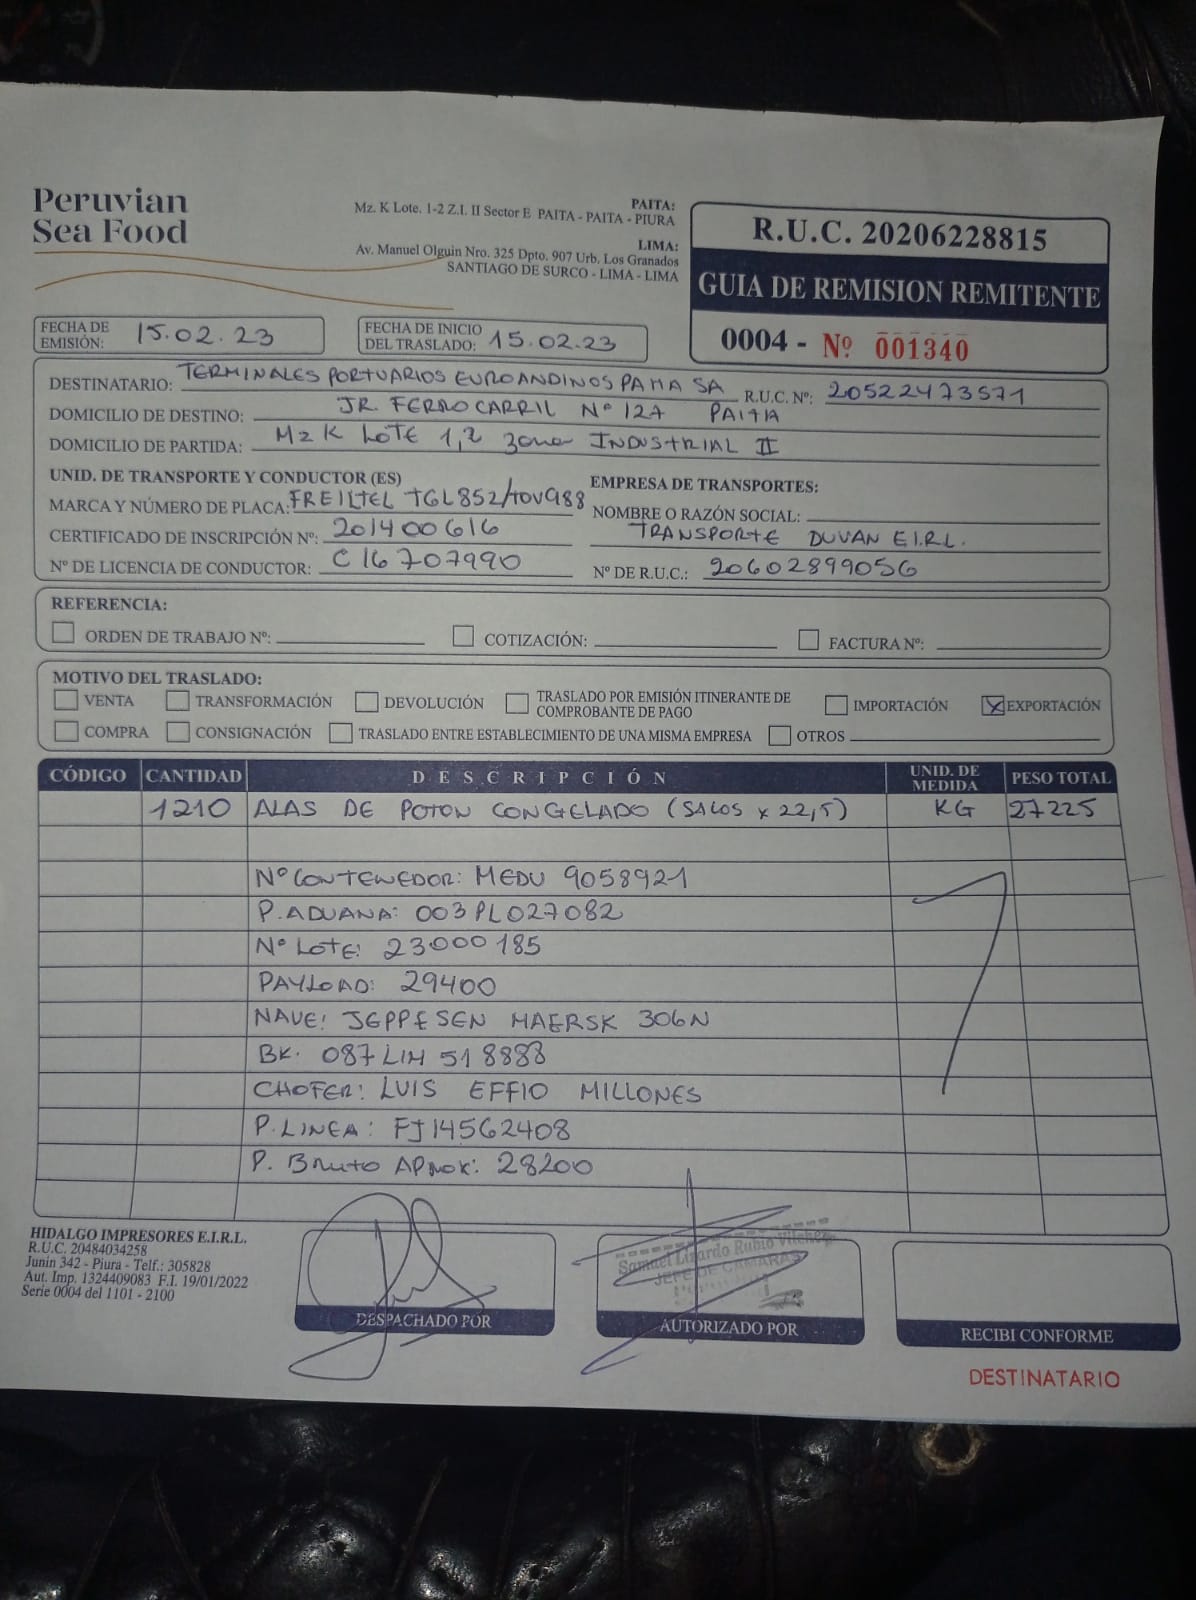 Peruvian
Sea Food
PAITA:
Mz. K Lote. 1-2 Z.I. II Sector E PAITA - PAITA - PIURA
LIMA:
Av. Manuel Olguin Nro. 325 Dpto. 907 Urb. Los Granados
SANTIAGO DE SURCO - LIMA - LIMA
R.U.C. 20206228815
GUIA DE REMISION REMITENTE
0004 - Nº 001340
FECHA DE EMISIÓN: 15.02.23
FECHA DE INICIO DEL TRASLADO: 15.02.23
DESTINATARIO: TERMINALES PORTUARIOS EUROANDINOS PAITA SA R.U.C. Nº: 20522473571
DOMICILIO DE DESTINO: JR. FERROCARRIL Nº 127 PAITA
DOMICILIO DE PARTIDA: MZ K LOTE 1,2 zona INDUSTRIAL II
UNID. DE TRANSPORTE Y CONDUCTOR (ES)
MARCA Y NÚMERO DE PLACA: TGL852/TOV988
CERTIFICADO DE INSCRIPCIÓN Nº: 201400616
Nº DE LICENCIA DE CONDUCTOR: C16707990
EMPRESA DE TRANSPORTES:
NOMBRE O RAZÓN SOCIAL:
TRANSPORTE DUVAN E.I.R.L.
Nº DE R.U.C.: 20602899056
REFERENCIA:
ORDEN DE TRABAJO Nº: COTIZACIÓN: FACTURA Nº:
MOTIVO DEL TRASLADO:
VENTA TRANSFORMACIÓN DEVOLUCIÓN TRASLADO POR EMISIÓN ITINERANTE DE COMPROBANTE DE PAGO IMPORTACIÓN X EXPORTACIÓN
COMPRA CONSIGNACIÓN TRASLADO ENTRE ESTABLECIMIENTO DE UNA MISMA EMPRESA OTROS
CÓDIGO CANTIDAD DESCRIPCIÓN UNID. DE MEDIDA PESO TOTAL
1210 ALAS DE POTON CONGELADO (SACOS x 22,5) KG 27225
Nº CONTENEDOR: MEDU 9058921
P. ADUANA: 003PL027082
Nº LOTE: 23000185
PAYLOAD: 29400
NAVE: JEPPESEN MAERSK 306N
BK. 087LIM518888
CHOFER: LUIS EFFIO MILLONES
P. LINEA: FJ14562408
P. Bruto APROX: 28200
HIDALGO IMPRESORES E.I.R.L.
R.U.C. 20484034258
Junín 342 - Piura - Telf.: 305828
Aut. Imp. 1324409083 F.I. 19/01/2022
Serie 0004 del 1101 - 2100
DESPACHADO POR
Samuel Lizardo Rubio Vilchez
JEFE DE CAMARAS
AUTORIZADO POR
RECIBI CONFORME
DESTINATARIO